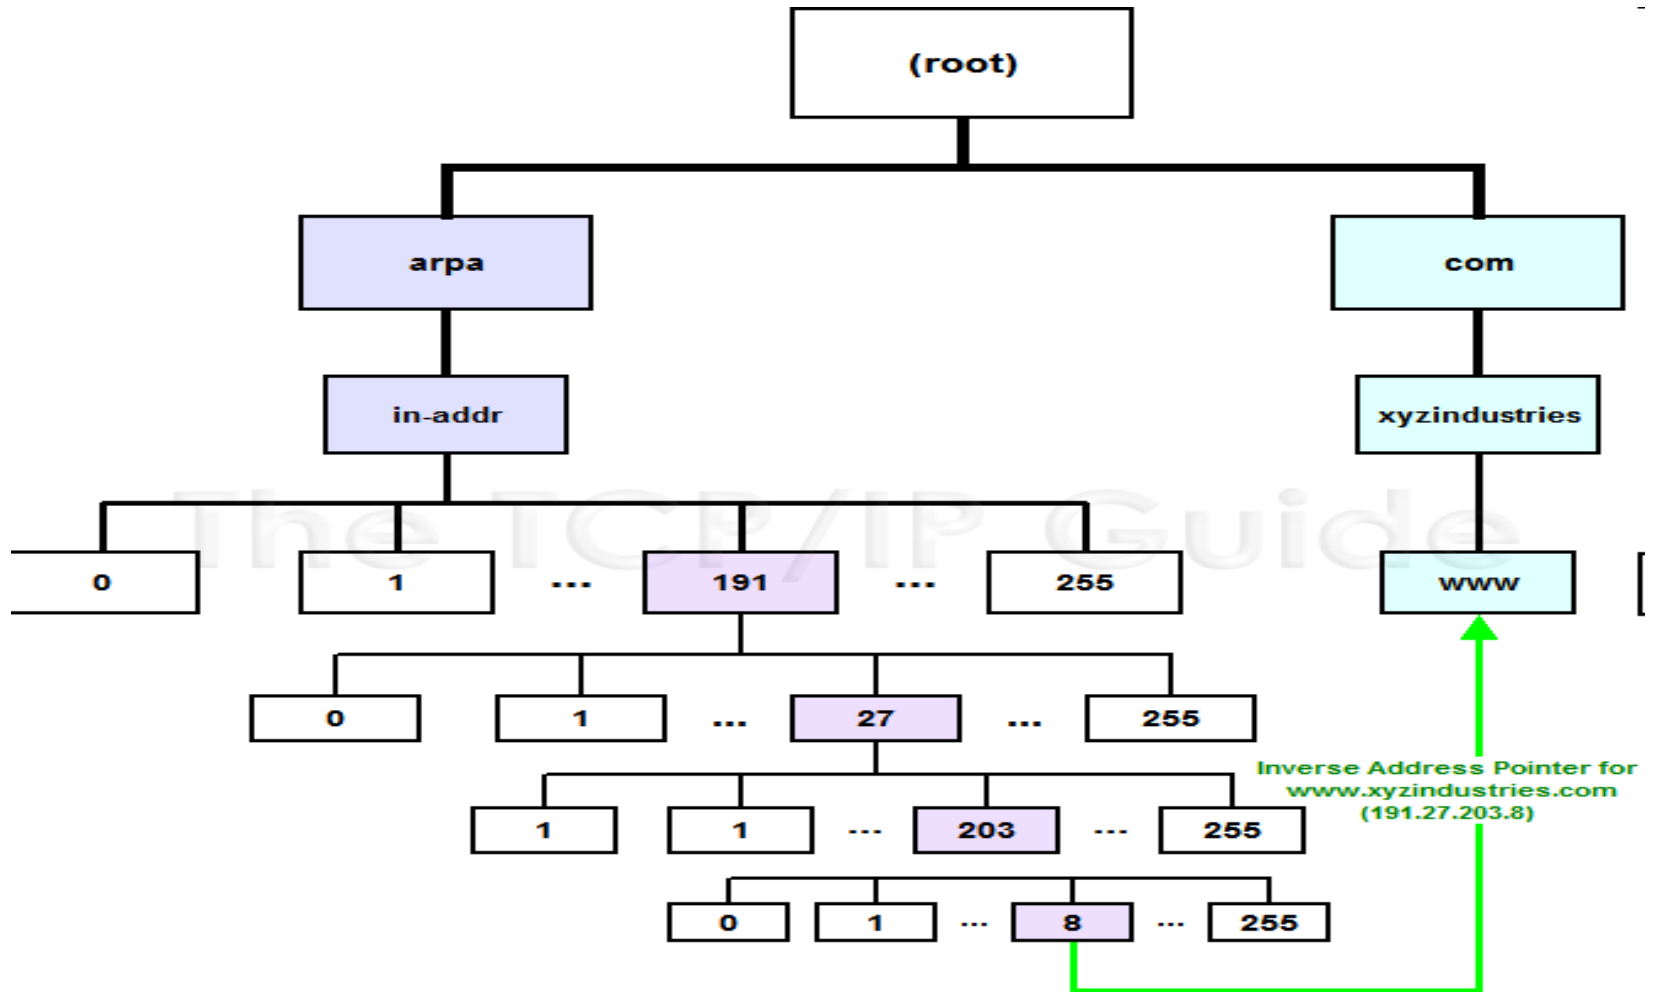 (root)
arpa
com
in-addr
xyzindustries
The TCP/IP Guide
0
1
...
191
...
255
www
0
1
...
27
...
255
Inverse Address Pointer for
www.xyzindustries.com
(191.27.203.8)
1
1
...
203
...
255
0
1
...
8
...
255